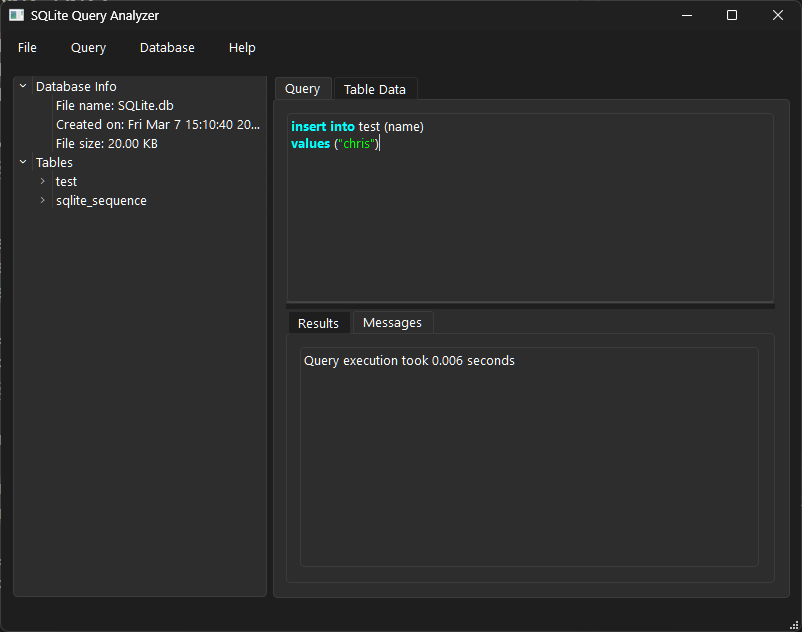 SQLite Query Analyzer
File Query Database Help
Database Info
File name: SQLite.db
Created on: Fri Mar 7 15:10:40 20...
File size: 20.00 KB
Tables
test
sqlite_sequence
Query Table Data
insert into test (name)
values ("chris")
Results Messages
Query execution took 0.006 seconds